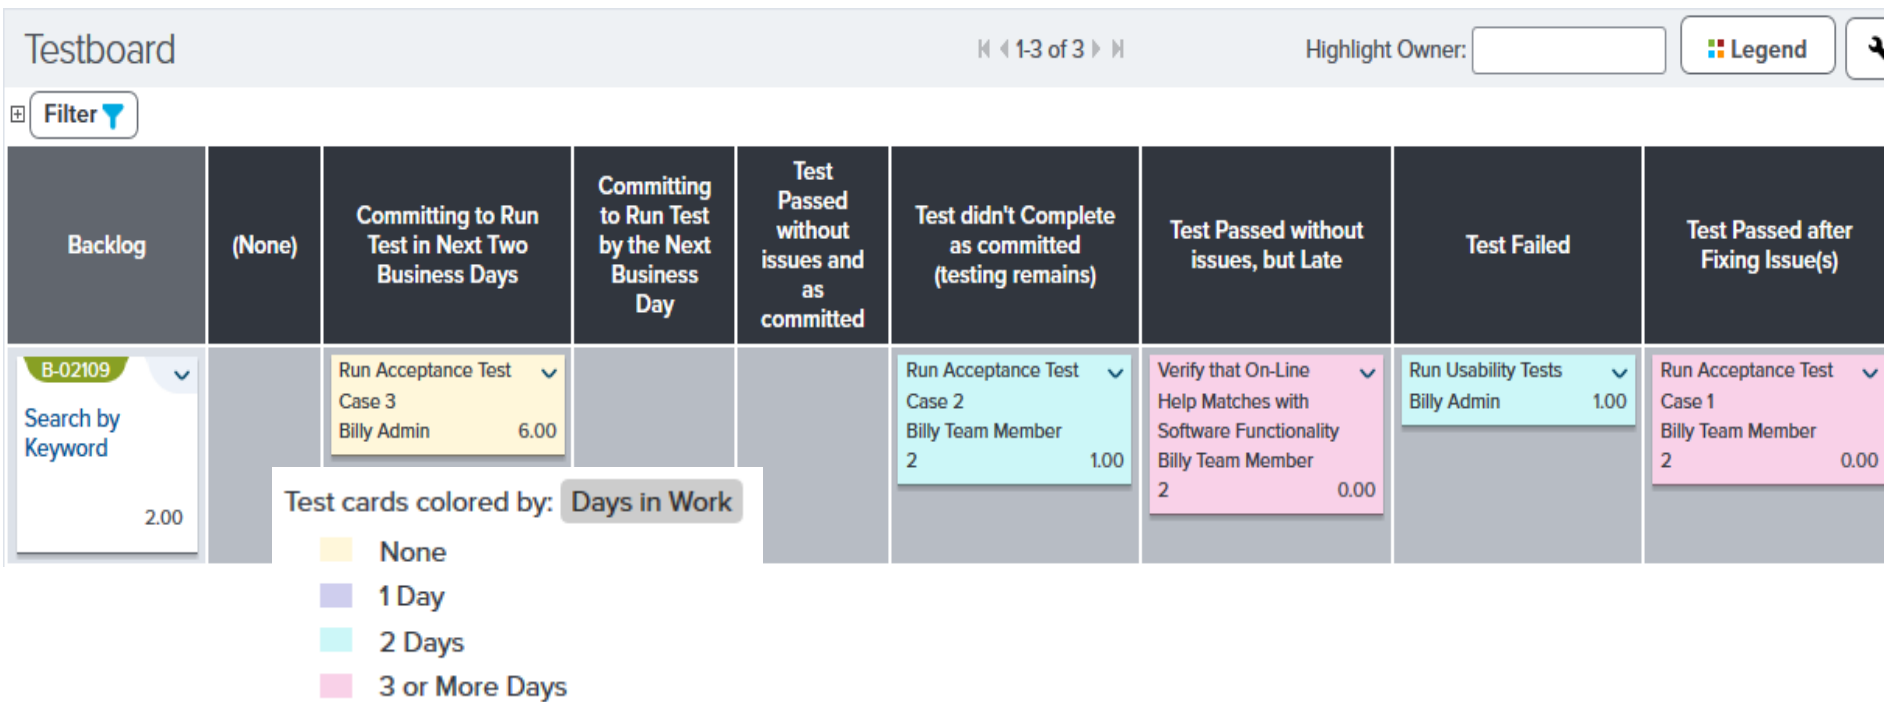 Testboard
1-3 of 3
Highlight Owner:
Legend
Filter
Backlog
(None)
Committing to Run
Test in Next Two
Business Days
Committing
to Run Test
by the Next
Business
Day
Test
Passed
without
issues and
as
committed
Test didn't Complete
as committed
(testing remains)
Test Passed without
issues, but Late
Test Failed
Test Passed after
Fixing Issue(s)
B-02109
Search by
Keyword
2.00
Run Acceptance Test
Case 3
Billy Admin 6.00
Run Acceptance Test
Case 2
Billy Team Member
2 1.00
Verify that On-Line
Help Matches with
Software Functionality
Billy Team Member
2 0.00
Run Usability Tests
Billy Admin 1.00
Run Acceptance Test
Case 1
Billy Team Member
2 0.00
Test cards colored by: Days in Work
None
1 Day
2 Days
3 or More Days